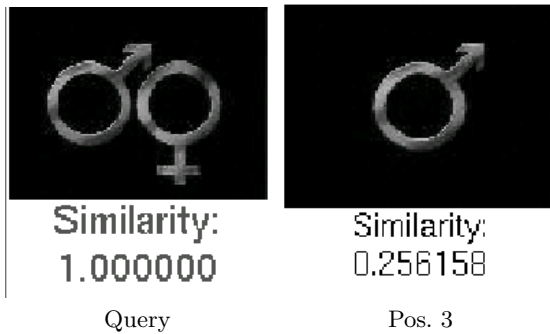 Similarity:
1.000000
Query
Similarity:
0.256158
Pos. 3